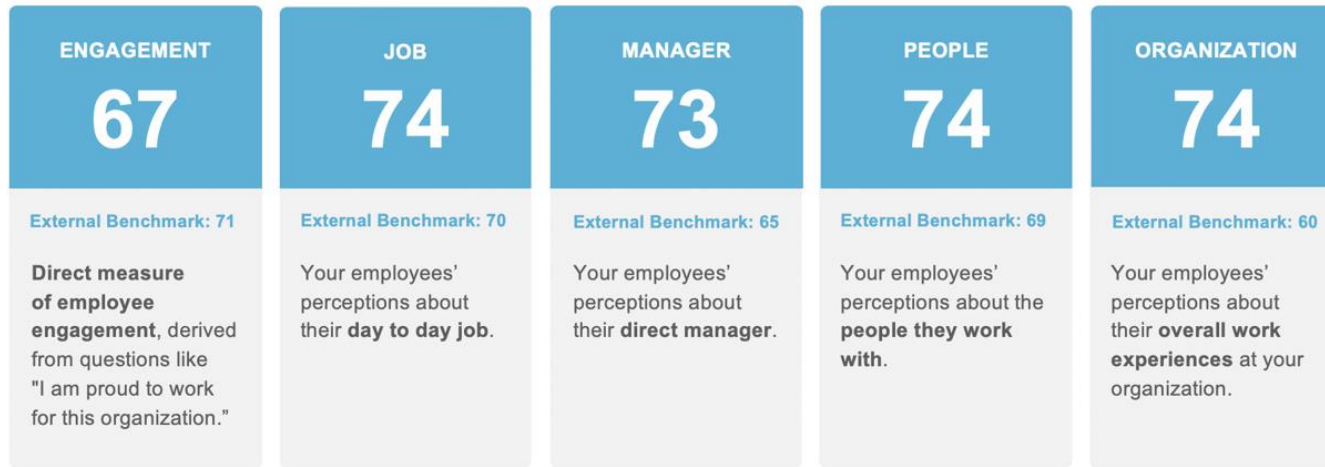 ENGAGEMENT
67
External Benchmark: 71
Direct measure
of employee
engagement, derived
from questions like
"I am proud to work
for this organization.”
JOB
74
External Benchmark: 70
Your employees’
perceptions about
their day to day job.
MANAGER
73
External Benchmark: 65
Your employees’
perceptions about
their direct manager.
PEOPLE
74
External Benchmark: 69
Your employees’
perceptions about the
people they work
with.
ORGANIZATION
74
External Benchmark: 60
Your employees’
perceptions about
their overall work
experiences at your
organization.